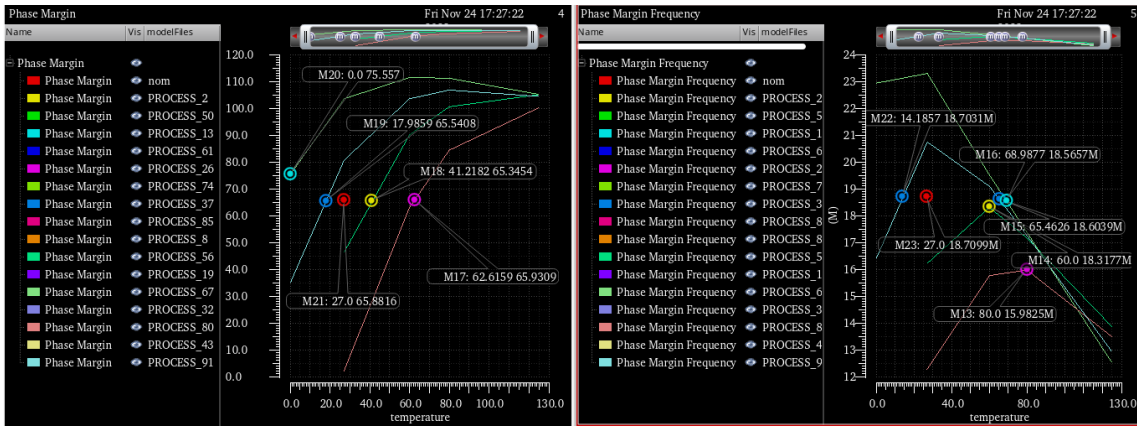 Phase Margin Fri Nov 24 17:27:22 4
Name Vis modelFiles
Phase Margin
Phase Margin nom
Phase Margin PROCESS_2
Phase Margin PROCESS_50
Phase Margin PROCESS_13
Phase Margin PROCESS_61
Phase Margin PROCESS_26
Phase Margin PROCESS_74
Phase Margin PROCESS_37
Phase Margin PROCESS_85
Phase Margin PROCESS_8
Phase Margin PROCESS_56
Phase Margin PROCESS_19
Phase Margin PROCESS_67
Phase Margin PROCESS_32
Phase Margin PROCESS_80
Phase Margin PROCESS_43
Phase Margin PROCESS_91
120.0
110.0
100.0
90.0
80.0
70.0
60.0
50.0
40.0
30.0
20.0
10.0
0.0
M20: 0.0 75.557
M19: 17.9859 65.5408
M18: 41.2182 65.3454
M17: 62.6159 65.9309
M21: 27.0 65.8816
0.0 20.0 40.0 60.0 80.0 100.0 130.0
temperature
Phase Margin Frequency Fri Nov 24 17:27:22 5
Name Vis modelFiles
Phase Margin Frequency
Phase Margin Frequency nom
Phase Margin Frequency PROCESS_2
Phase Margin Frequency PROCESS_5
Phase Margin Frequency PROCESS_1
Phase Margin Frequency PROCESS_6
Phase Margin Frequency PROCESS_2
Phase Margin Frequency PROCESS_7
Phase Margin Frequency PROCESS_3
Phase Margin Frequency PROCESS_8
Phase Margin Frequency PROCESS_8
Phase Margin Frequency PROCESS_5
Phase Margin Frequency PROCESS_1
Phase Margin Frequency PROCESS_6
Phase Margin Frequency PROCESS_3
Phase Margin Frequency PROCESS_8
Phase Margin Frequency PROCESS_4
Phase Margin Frequency PROCESS_9
24
23
22
21
20
19
18
17
16
15
14
13
12
(M)
M22: 14.1857 18.7031M
M16: 68.9877 18.5657M
M15: 65.4626 18.6039M
M23: 27.0 18.7099M
M14: 60.0 18.3177M
M13: 80.0 15.9825M
0.0 40.0 80.0 130.0
temperature